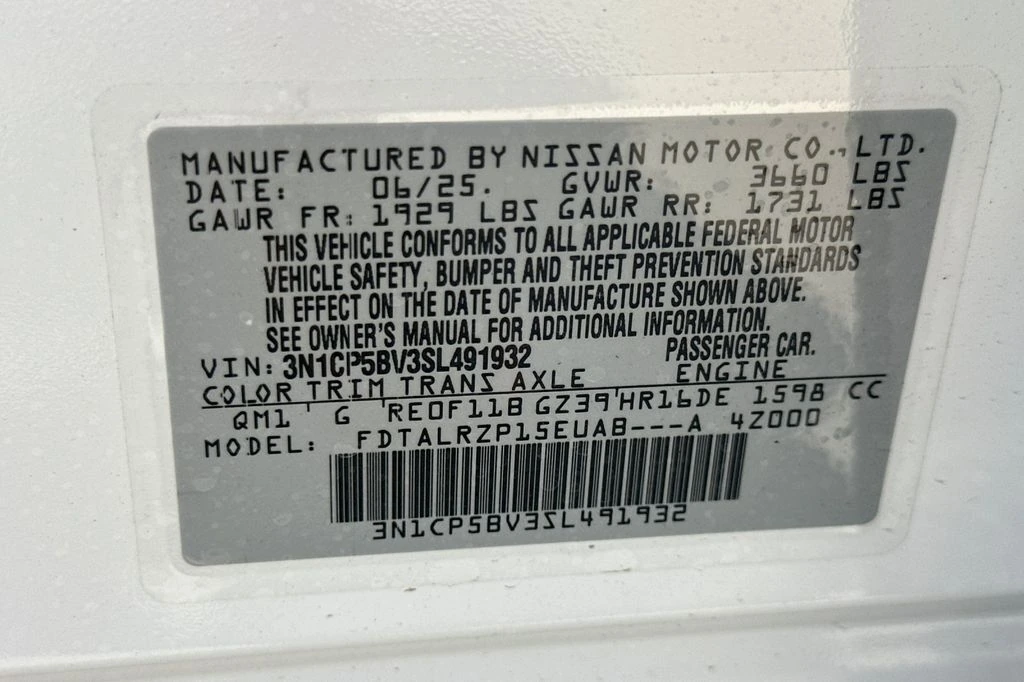 MANUFACTURED BY NISSAN MOTOR CO., LTD.
DATE: 06/25. GVWR: 3660 LBS
GAWR FR: 1929 LBS GAWR RR: 1731 LBS
THIS VEHICLE CONFORMS TO ALL APPLICABLE FEDERAL MOTOR
VEHICLE SAFETY, BUMPER AND THEFT PREVENTION STANDARDS
IN EFFECT ON THE DATE OF MANUFACTURE SHOWN ABOVE.
SEE OWNER'S MANUAL FOR ADDITIONAL INFORMATION.
VIN: 3N1CP5BV3SL491932 PASSENGER CAR.
COLOR TRIM TRANS AXLE ENGINE
QM1 G RE0F11B GZ39 HR16DE 1598 CC
MODEL: FDTALRZP15EUAB---A 4Z000
3N1CP5BV3SL491932